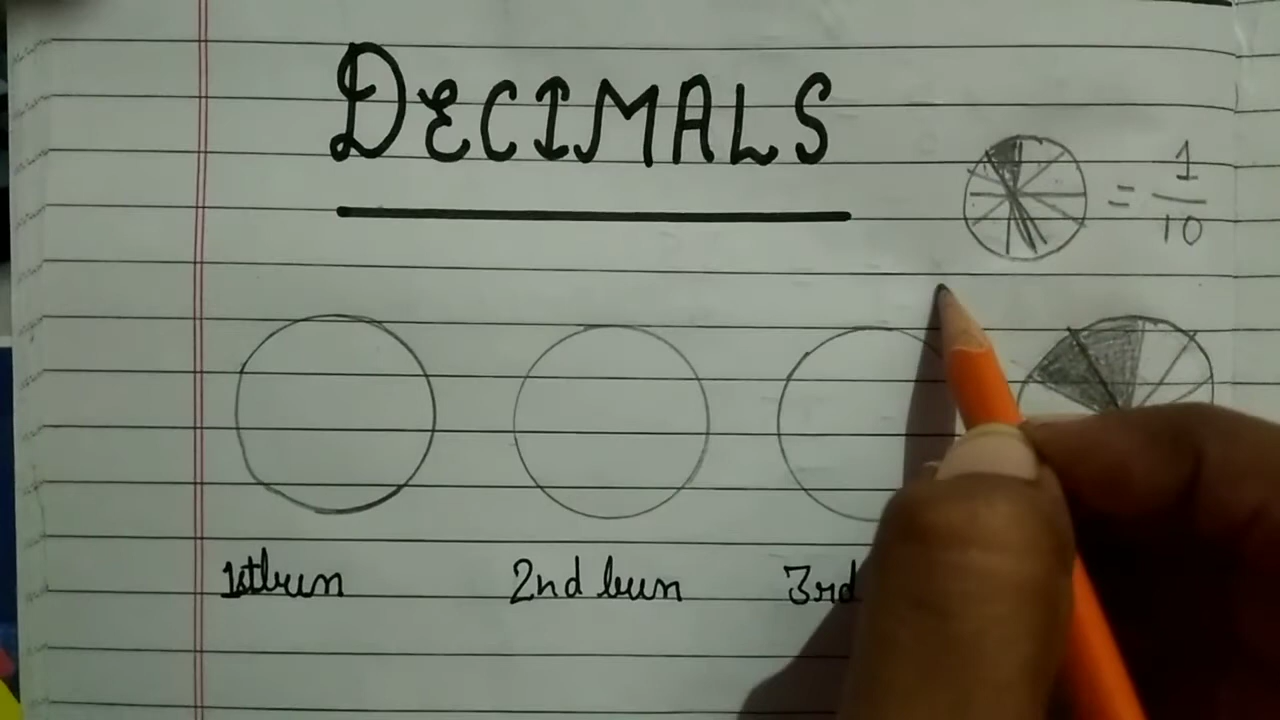 DECIMALS
= 1/10
1st bun
2nd bun
3rd